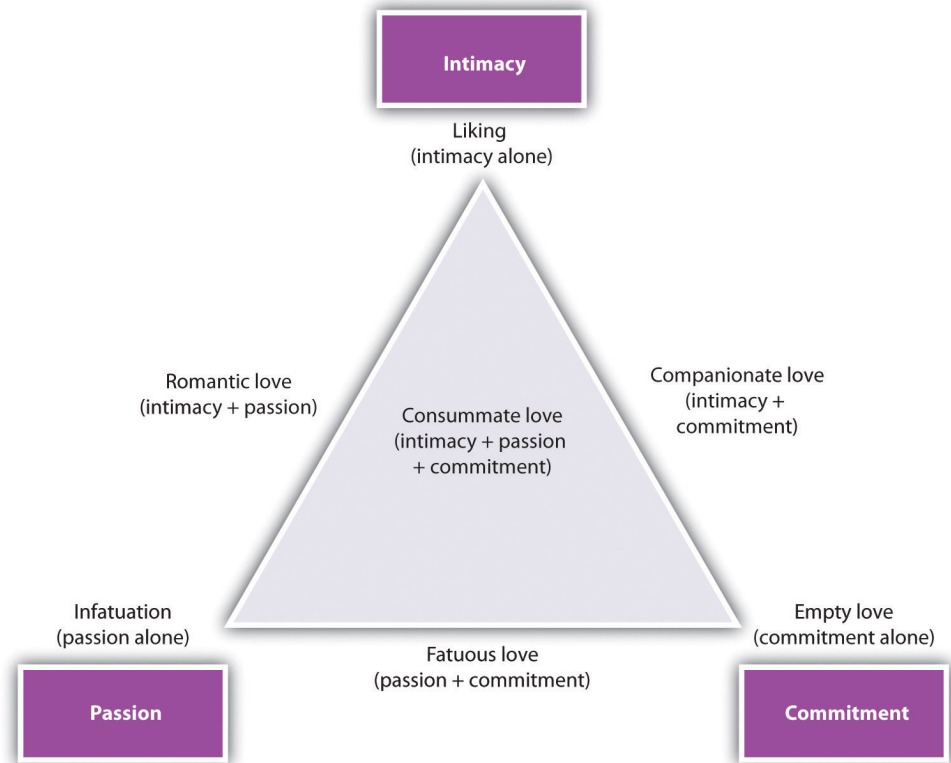 Intimacy
Liking
(intimacy alone)
Romantic love
(intimacy + passion)
Companionate love
(intimacy +
commitment)
Consummate love
(intimacy + passion
+ commitment)
Infatuation
(passion alone)
Empty love
(commitment alone)
Fatuous love
(passion + commitment)
Passion
Commitment